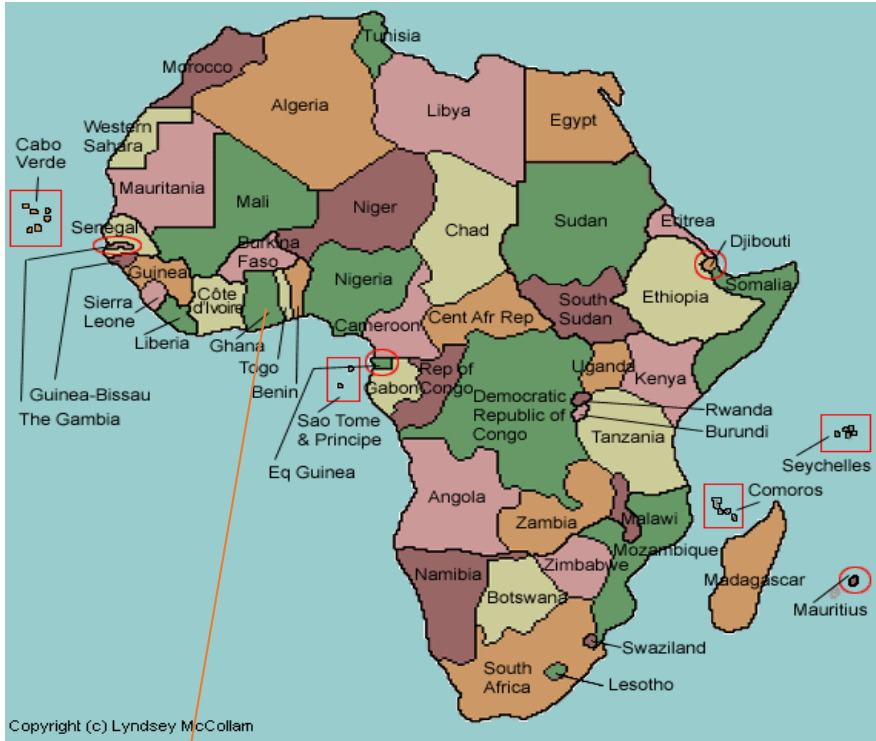 Tunisia
Morocco
Algeria
Libya
Egypt
Western
Sahara
Cabo
Verde
Mauritania
Mali
Niger
Chad
Sudan
Eritrea
Djibouti
Senegal
Burkina
Faso
Guinea
Nigeria
Somalia
Ethiopia
Côte
d'Ivoire
Sierra
Leone
South
Sudan
Cent Afr Rep
Cameroon
Liberia
Ghana
Togo
Benin
Uganda
Kenya
Gabon
Rep of
Congo
Democratic
Republic of
Congo
Guinea-Bissau
The Gambia
Sao Tome
& Principe
Rwanda
Burundi
Tanzania
Eq Guinea
Seychelles
Comoros
Angola
Zambia
Malawi
Mozambique
Zimbabwe
Madagascar
Namibia
Botswana
Mauritius
Swaziland
South
Africa
Lesotho
Copyright (c) Lyndsey McCollam